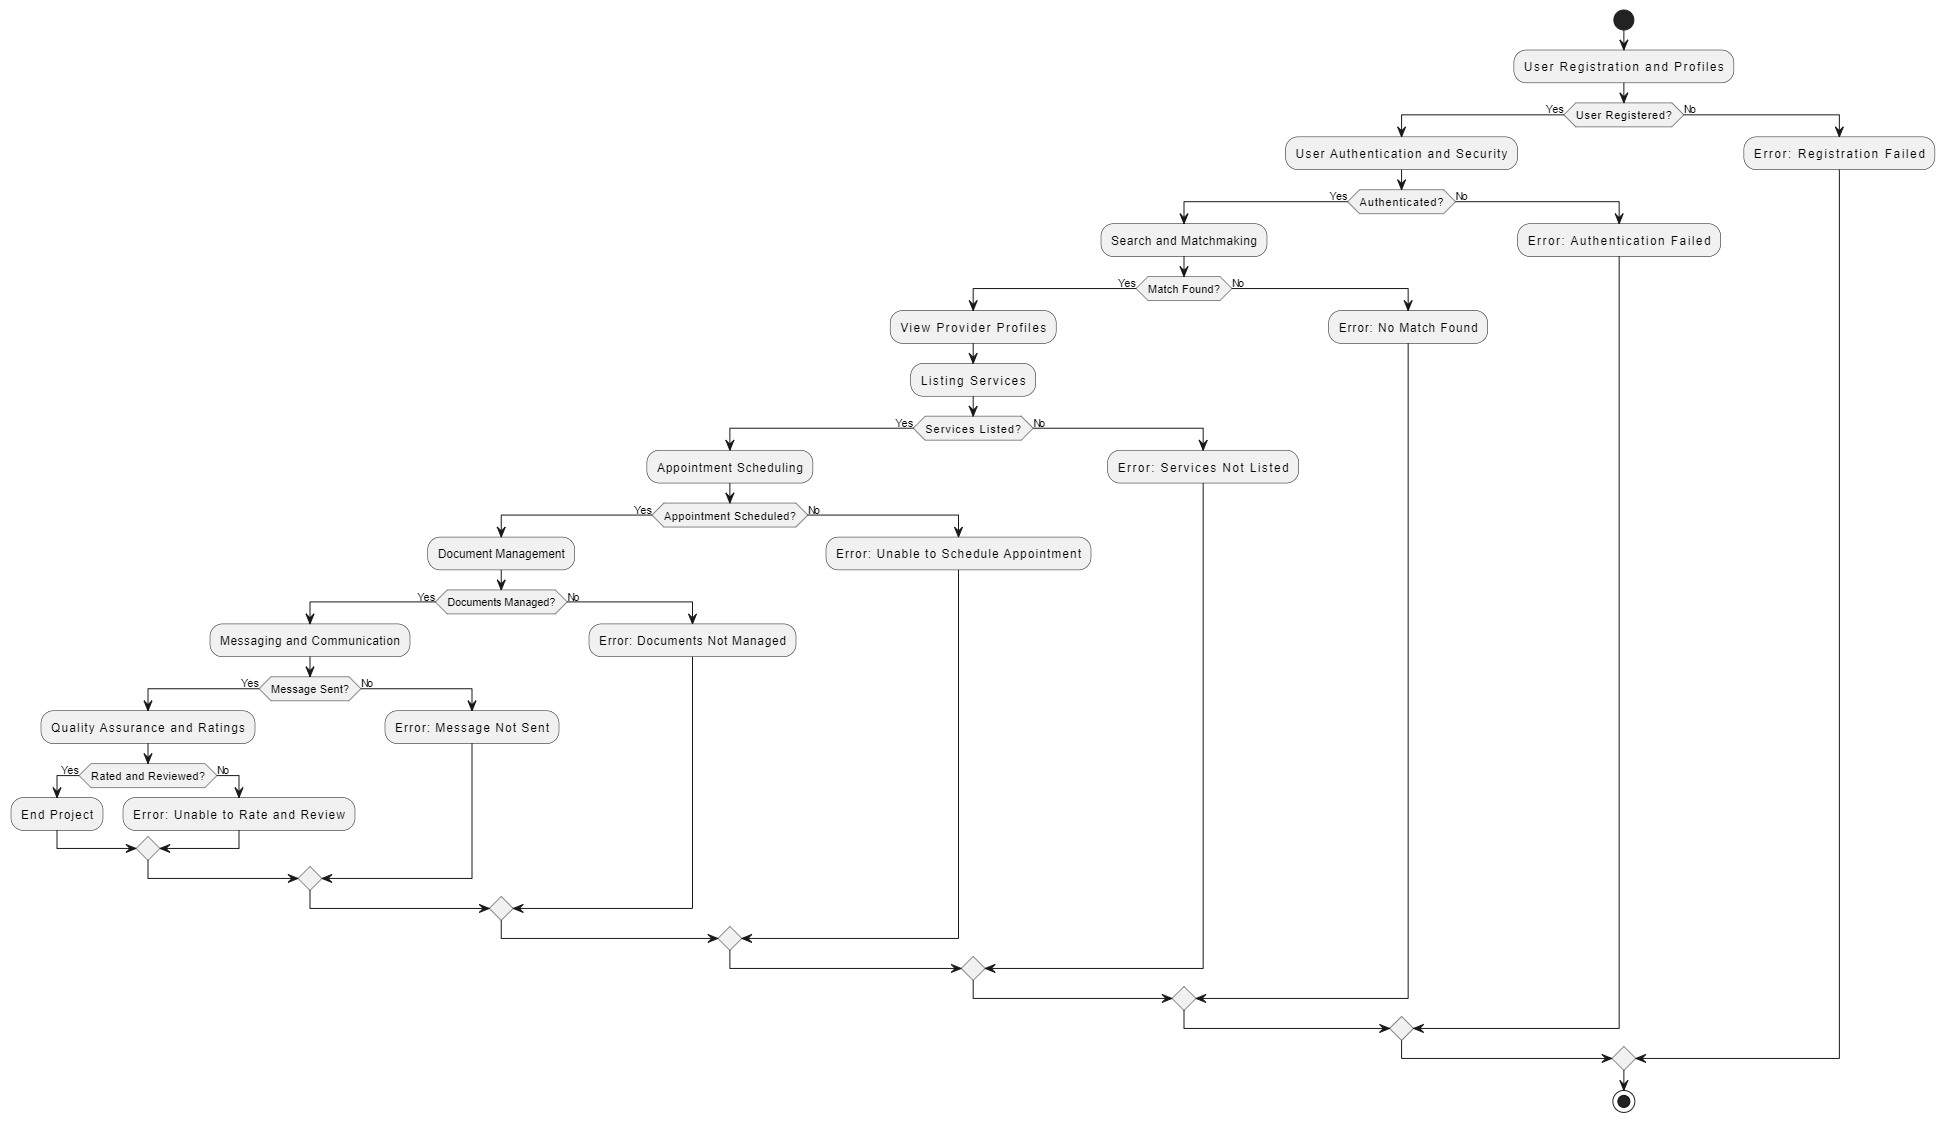 User Registration and Profiles
Yes
User Registered?
No
User Authentication and Security
Error: Registration Failed
Yes
Authenticated?
No
Search and Matchmaking
Error: Authentication Failed
Yes
Match Found?
No
View Provider Profiles
Error: No Match Found
Listing Services
Yes
Services Listed?
No
Appointment Scheduling
Error: Services Not Listed
Yes
Appointment Scheduled?
No
Document Management
Error: Unable to Schedule Appointment
Yes
Documents Managed?
No
Messaging and Communication
Error: Documents Not Managed
Yes
Message Sent?
No
Quality Assurance and Ratings
Error: Message Not Sent
Yes
Rated and Reviewed?
No
End Project
Error: Unable to Rate and Review